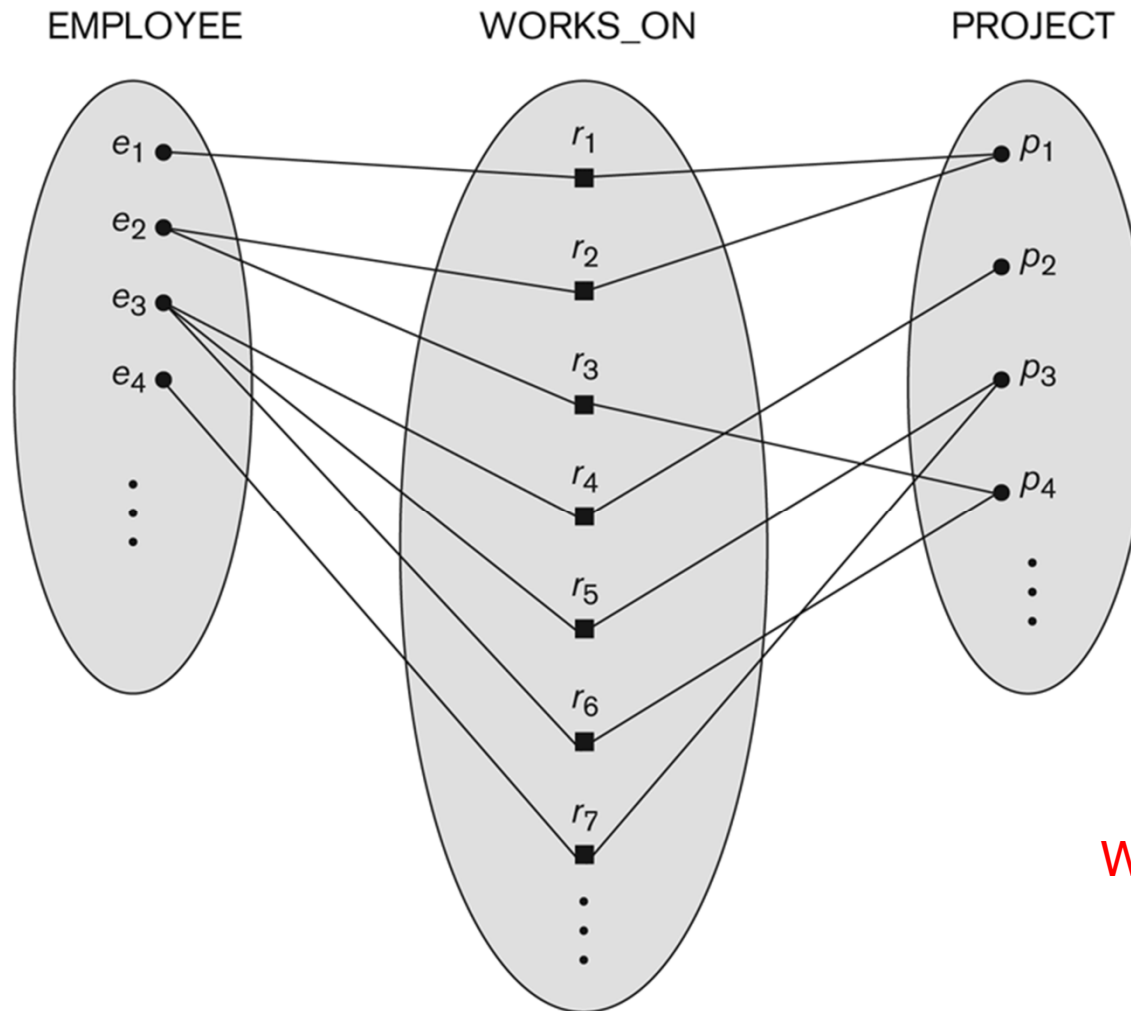 EMPLOYEE WORKS_ON PROJECT
e1 r1 p1
e2 r2 p2
e3 r3 p3
e4 r4 p4
r5
r6
r7
W